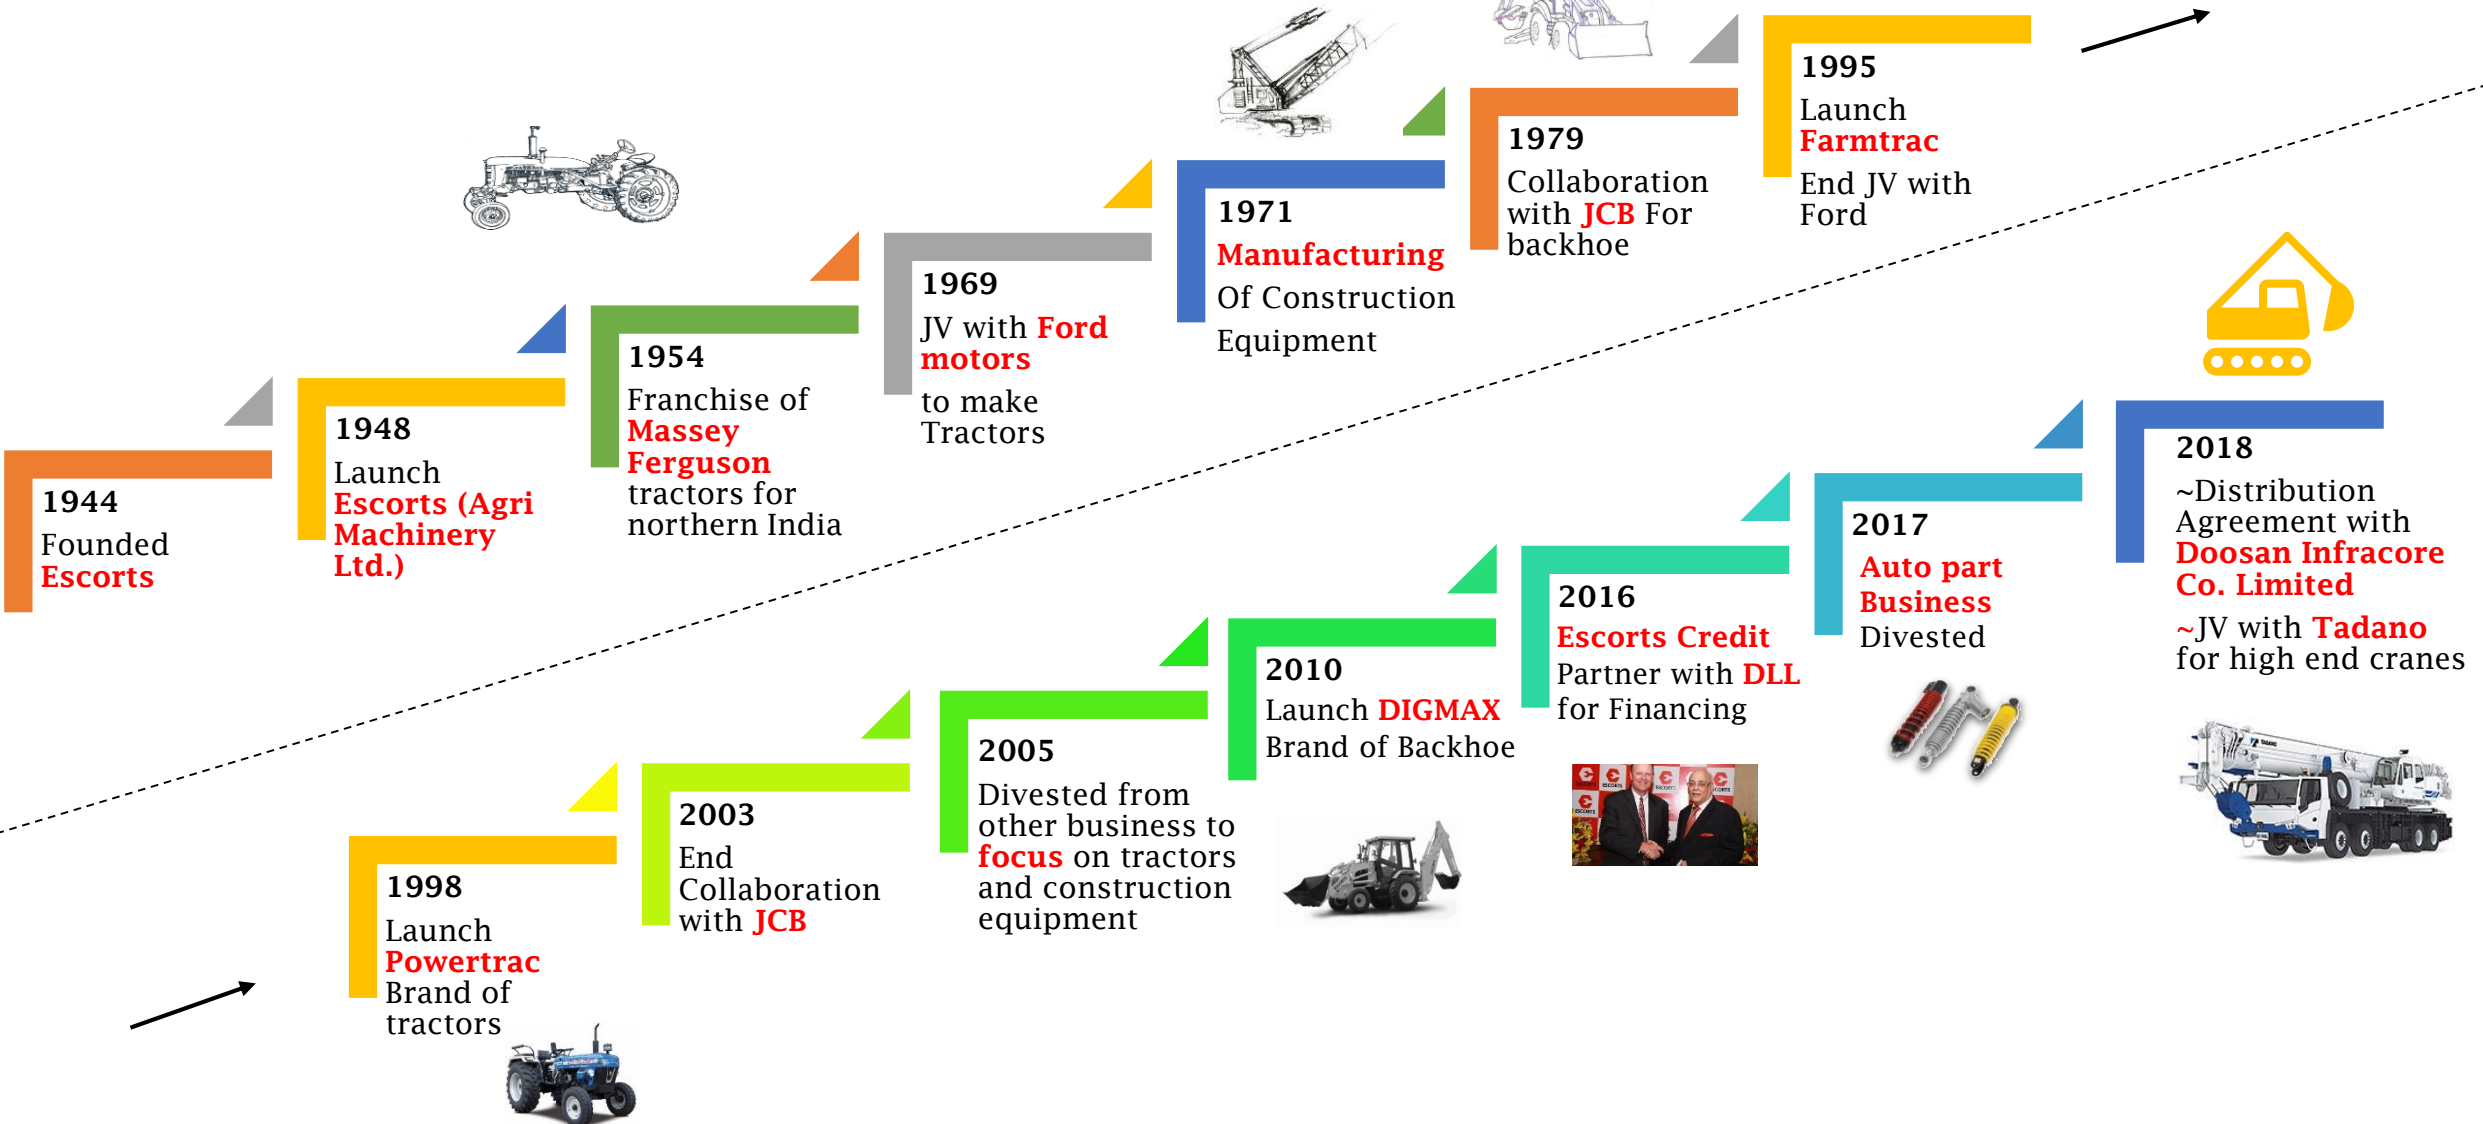 1944
Founded
Escorts
1948
Launch
Escorts (Agri
Machinery
Ltd.)
1954
Franchise of
Massey
Ferguson
tractors for
northern India
1969
JV with Ford
motors
to make
Tractors
1971
Manufacturing
Of Construction
Equipment
1979
Collaboration
with JCB For
backhoe
1995
Launch
Farmtrac
End JV with
Ford
1998
Launch
Powertrac
Brand of
tractors
2003
End
Collaboration
with JCB
2005
Divested from
other business to
focus on tractors
and construction
equipment
2010
Launch DIGMAX
Brand of Backhoe
2016
Escorts Credit
Partner with DLL
for Financing
ESCORTS
ESCORTS
ESCORTS
2017
Auto part
Business
Divested
2018
~Distribution
Agreement with
Doosan Infracore
Co. Limited
~JV with Tadano
for high end cranes
TADANO